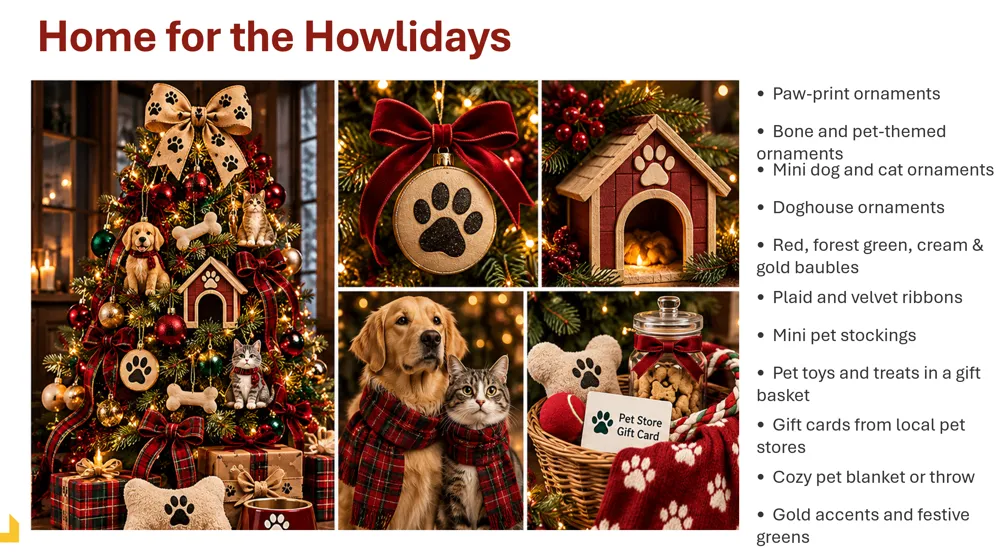 Home for the Howlidays
• Paw-print ornaments
• Bone and pet-themed
ornaments
• Mini dog and cat ornaments
• Doghouse ornaments
• Red, forest green, cream &
gold baubles
• Plaid and velvet ribbons
• Mini pet stockings
• Pet toys and treats in a gift
basket
• Gift cards from local pet
stores
• Cozy pet blanket or throw
• Gold accents and festive
greens
Pet Store
Gift Card